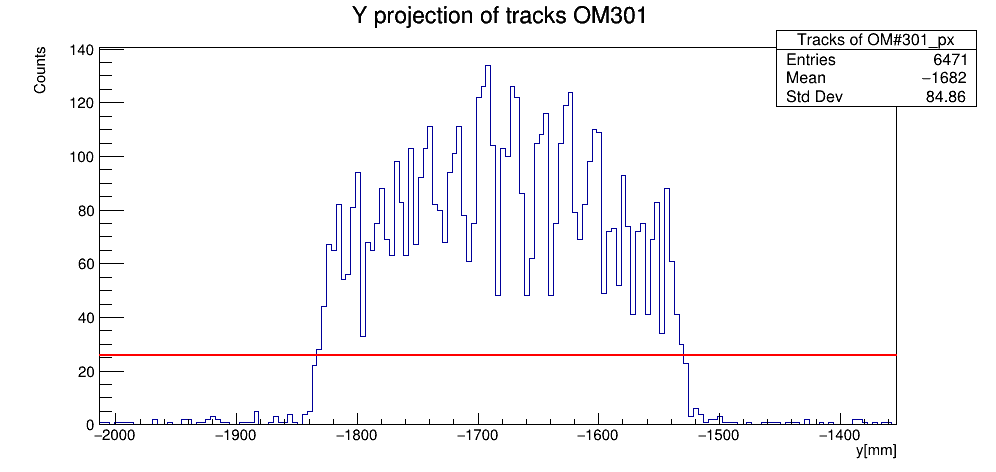 Y projection of tracks OM301
Counts
Tracks of OM#301_px
Entries 6471
Mean −1682
Std Dev 84.86
140
120
100
80
60
40
20
0
−2000 −1900 −1800 −1700 −1600 −1500 −1400
y[mm]